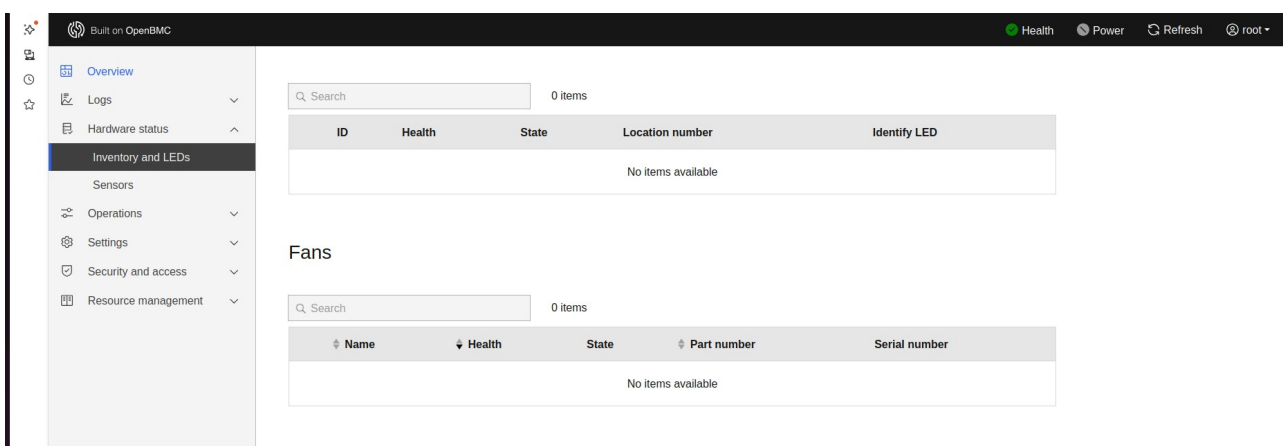 Built on OpenBMC
Health
Power
Refresh
root
Overview
Logs
Hardware status
Inventory and LEDs
Sensors
Operations
Settings
Security and access
Resource management
Search
0 items
ID Health State Location number Identify LED
No items available
Fans
Search
0 items
Name Health State Part number Serial number
No items available